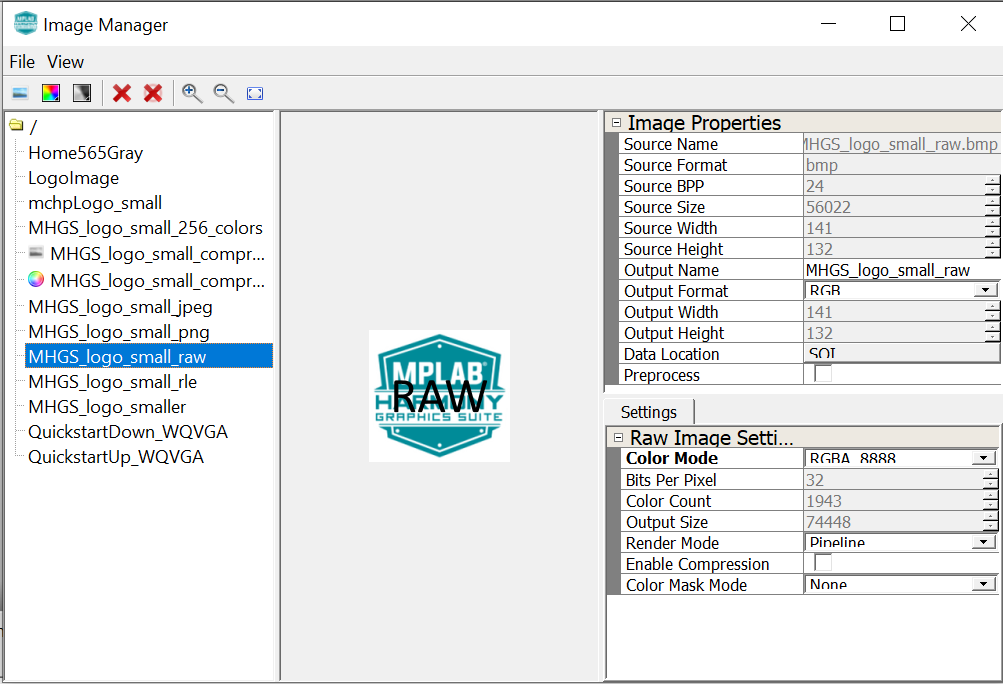 Image Manager
File View
/
Home565Gray
LogoImage
mchpLogo_small
MHGS_logo_small_256_colors
MHGS_logo_small_compr...
MHGS_logo_small_compr...
MHGS_logo_small_jpeg
MHGS_logo_small_png
MHGS_logo_small_raw
MHGS_logo_small_rle
MHGS_logo_smaller
QuickstartDown_WQVGA
QuickstartUp_WQVGA
MPLAB®
HARMONY
RAW
GRAPHICS SUITE
Image Properties
Source Name MHGS_logo_small_raw.bmp
Source Format bmp
Source BPP 24
Source Size 56022
Source Width 141
Source Height 132
Output Name MHGS_logo_small_raw
Output Format RGB
Output Width 141
Output Height 132
Data Location SQI
Preprocess
Settings
Raw Image Setti...
Color Mode RGBA_8888
Bits Per Pixel 32
Color Count 1943
Output Size 74448
Render Mode Pipeline
Enable Compression
Color Mask Mode None